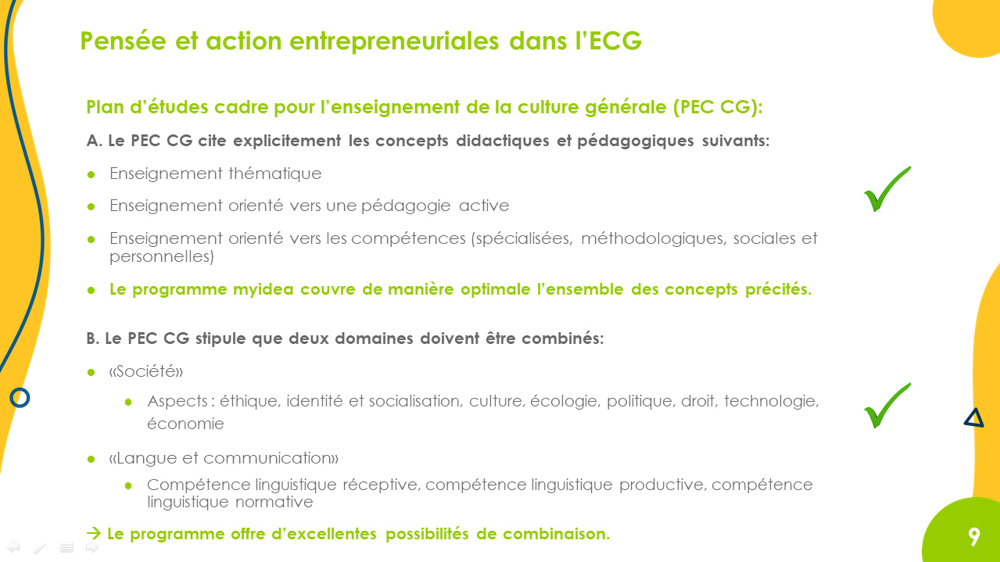 Pensée et action entrepreneuriales dans l’ECG
Plan d’études cadre pour l’enseignement de la culture générale (PEC CG):
A. Le PEC CG cite explicitement les concepts didactiques et pédagogiques suivants:
● Enseignement thématique
● Enseignement orienté vers une pédagogie active
● Enseignement orienté vers les compétences (spécialisées, méthodologiques, sociales et
personnelles)
● Le programme myidea couvre de manière optimale l’ensemble des concepts précités.
B. Le PEC CG stipule que deux domaines doivent être combinés:
● «Société»
● Aspects : éthique, identité et socialisation, culture, écologie, politique, droit, technologie,
économie
● «Langue et communication»
● Compétence linguistique réceptive, compétence linguistique productive, compétence
linguistique normative
→ Le programme offre d’excellentes possibilités de combinaison.
9